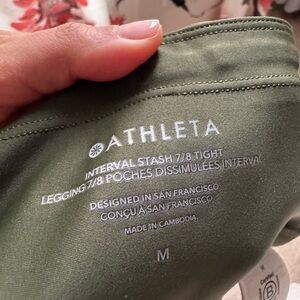 ATHLETA
INTERVAL STASH 7/8 TIGHT
LEGGING 7/8 POCHES DISSIMULÉES INTERVAL
DESIGNED IN SAN FRANCISCO
CONÇU À SAN FRANCISCO
MADE IN CAMBODIA
M
M
Certified
B